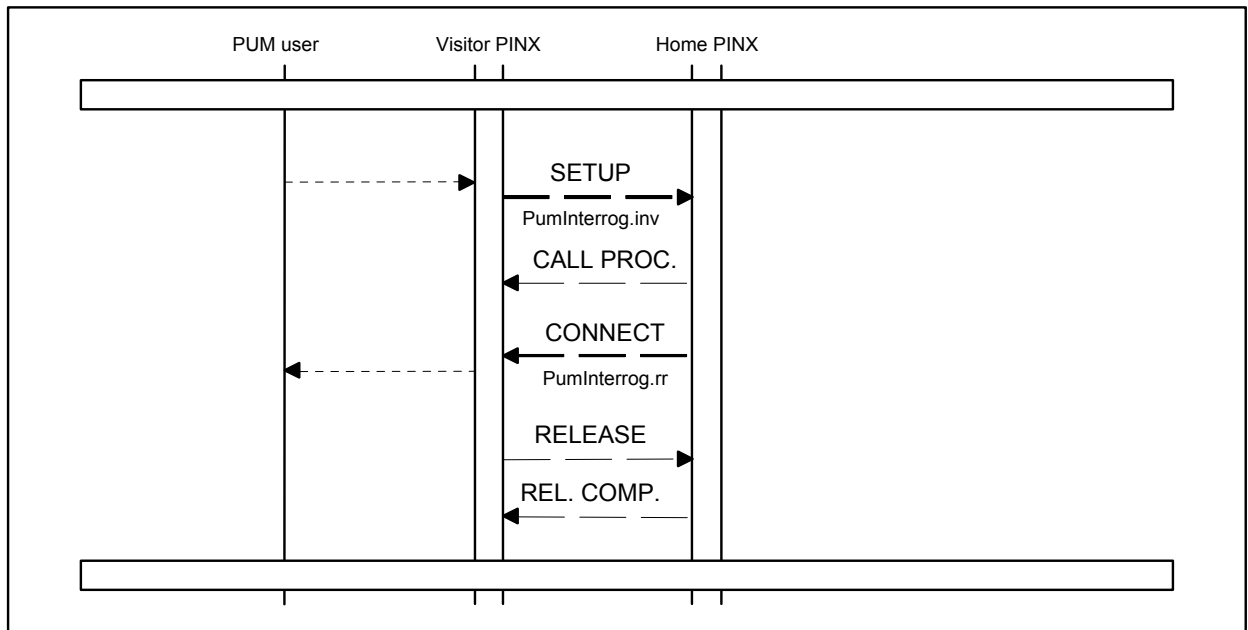 PUM user Visitor PINX Home PINX
SETUP
PumInterrog.inv
CALL PROC.
CONNECT
PumInterrog.rr
RELEASE
REL. COMP.